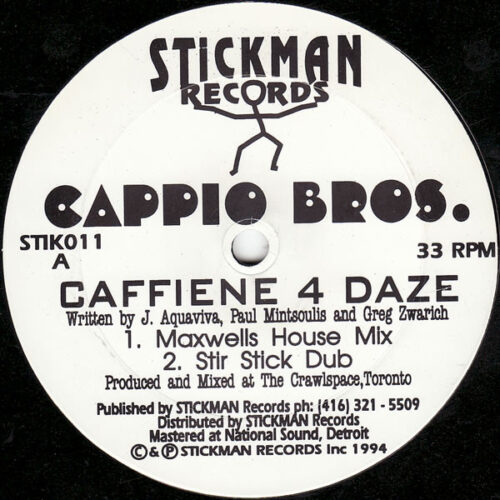 STiCKMAN
RECORDS
CAPPIO BROS.
STIK011
A
33 RPM
CAFFIENE 4 DAZE
Written by J. Aquaviva, Paul Mintsoulis and Greg Zwarich
1. Maxwells House Mix
2. Stir Stick Dub
Produced and Mixed at The Crawlspace,Toronto
Published by STICKMAN Records ph: (416) 321 - 5509
Distributed by STICKMAN Records
Mastered at National Sound, Detroit
© & ℗ STICKMAN RECORDS Inc 1994